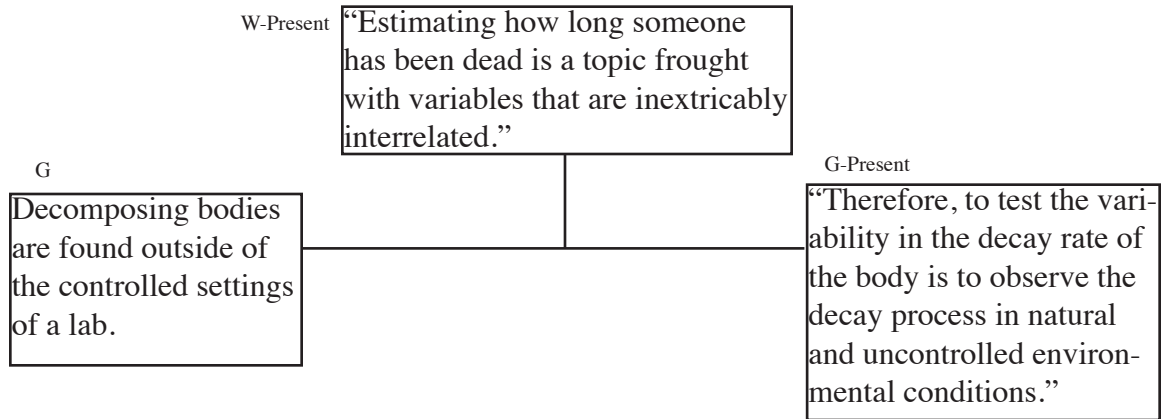 W-Present
“Estimating how long someone
has been dead is a topic frought
with variables that are inextricably
interrelated.”
G
Decomposing bodies
are found outside of
the controlled settings
of a lab.
G-Present
“Therefore, to test the vari-
ability in the decay rate of
the body is to observe the
decay process in natural
and uncontrolled environ-
mental conditions.”